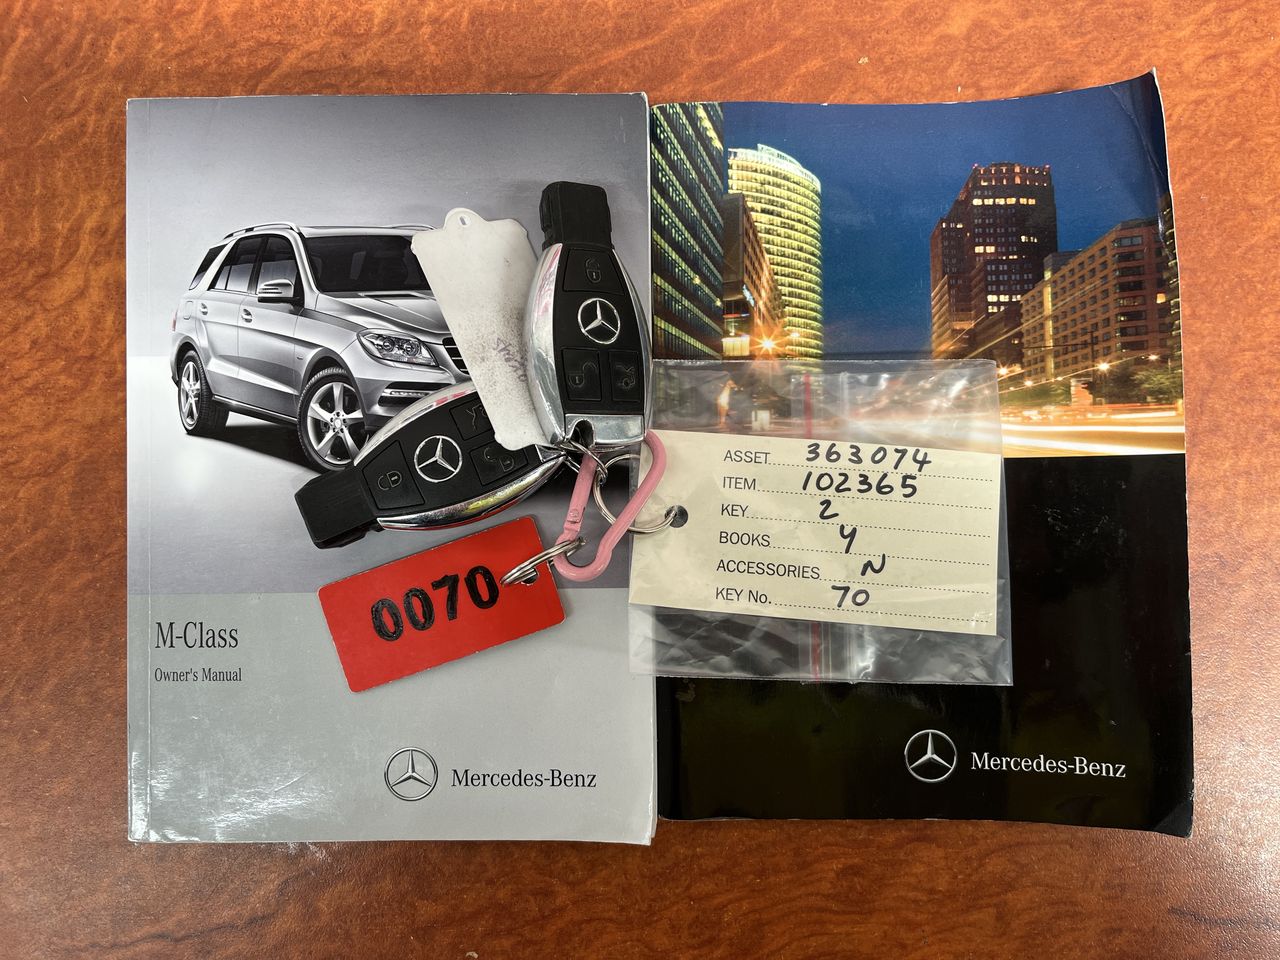 ASSET 363074
ITEM 102365
KEY 2
BOOKS Y
ACCESSORIES N
KEY No. 70
0070
M-Class
Owner's Manual
Mercedes-Benz
Mercedes-Benz